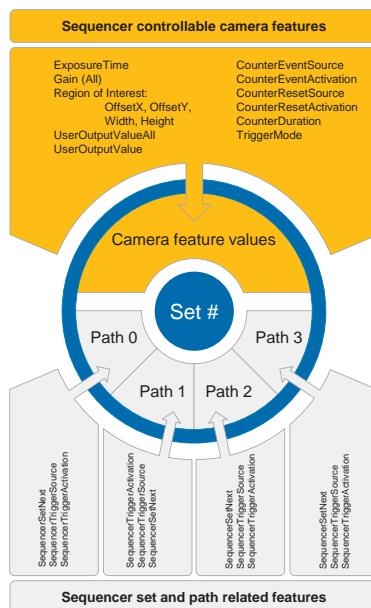 Sequencer controllable camera features
ExposureTime
Gain (All)
Region of Interest:
OffsetX, OffsetY,
Width, Height
UserOutputValueAll
UserOutputValue
CounterEventSource
CounterEventActivation
CounterResetSource
CounterResetActivation
CounterDuration
TriggerMode
Camera feature values
Set #
Path 0
Path 1
Path 2
Path 3
SequencerSetNext
SequencerTriggerSource
SequencerTriggerActivation
SequencerTriggerActivation
SequencerTriggerSource
SequencerSetNext
SequencerSetNext
SequencerTriggerSource
SequencerTriggerActivation
SequencerSetNext
SequencerTriggerSource
SequencerTriggerActivation
Sequencer set and path related features